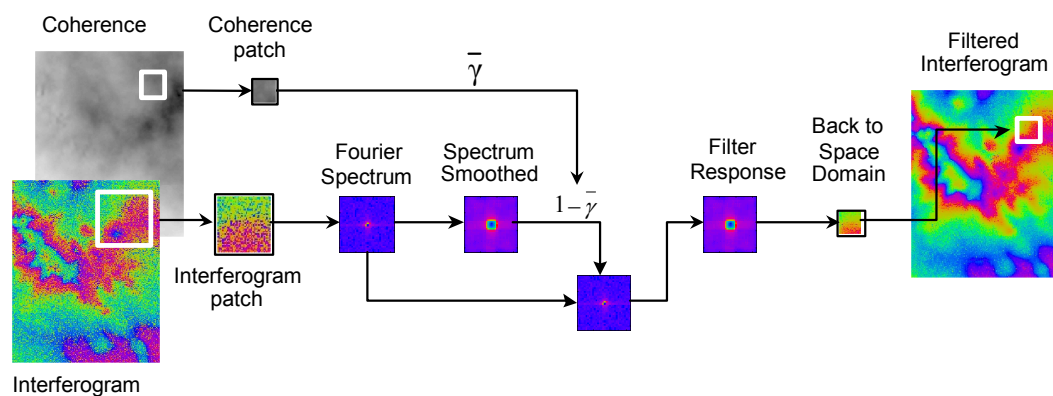 Coherence
Coherence
patch
γ̅
Filtered
Interferogram
Fourier
Spectrum
Spectrum
Smoothed
1 − γ̅
Filter
Response
Back to
Space
Domain
Interferogram
patch
Interferogram